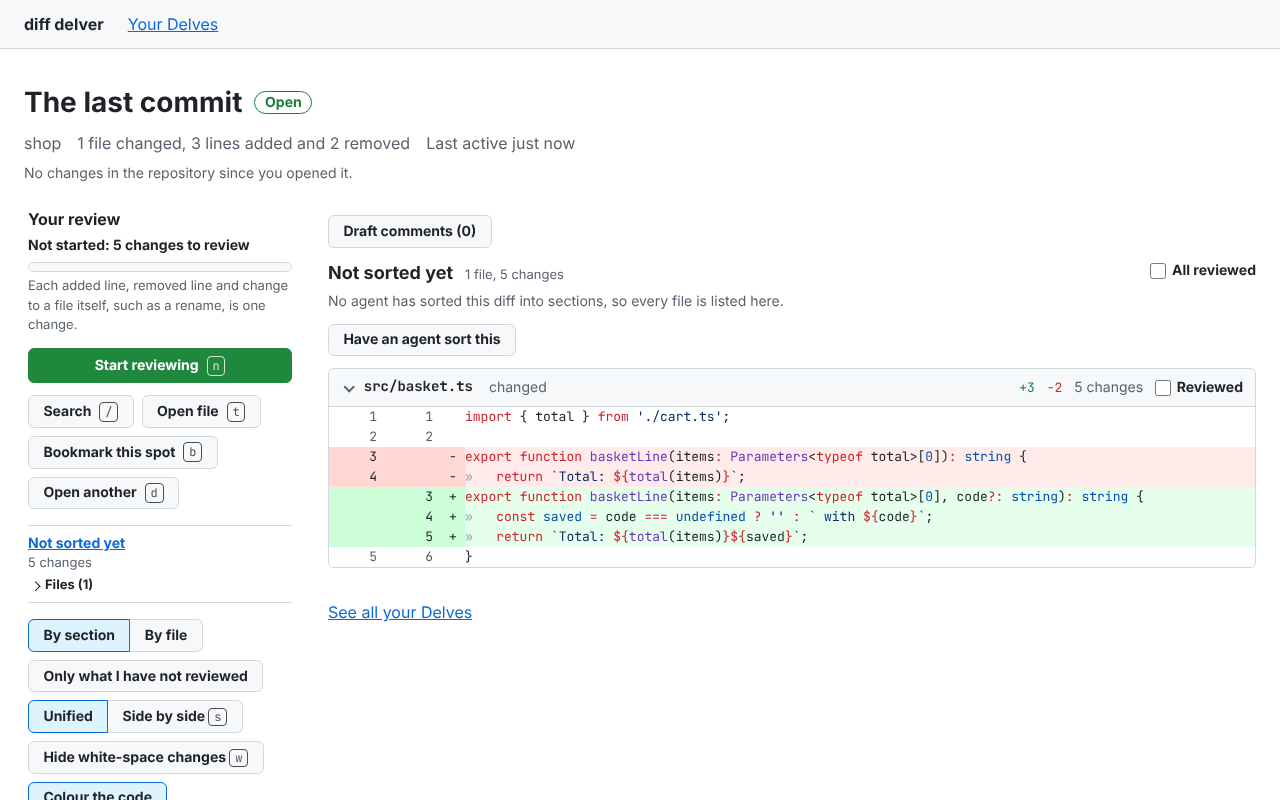 diff delver Your Delves
The last commit Open
shop 1 file changed, 3 lines added and 2 removed Last active just now
No changes in the repository since you opened it.
Your review
Not started: 5 changes to review
Each added line, removed line and change
to a file itself, such as a rename, is one
change.
Start reviewing n
Search / Open file t
Bookmark this spot b
Open another d
Not sorted yet
5 changes
Files (1)
By section By file
Only what I have not reviewed
Unified Side by side s
Hide white-space changes w
Colour the code
Draft comments (0)
Not sorted yet 1 file, 5 changes All reviewed
No agent has sorted this diff into sections, so every file is listed here.
Have an agent sort this
src/basket.ts changed +3 -2 5 changes Reviewed
1 1 import { total } from './cart.ts';
2 2
3 - export function basketLine(items: Parameters<typeof total>[0]): string {
4 - » return `Total: ${total(items)}`;
3 + export function basketLine(items: Parameters<typeof total>[0], code?: string): string {
4 + » const saved = code === undefined ? '' : ` with ${code}`;
5 + » return `Total: ${total(items)}${saved}`;
5 6 }
See all your Delves